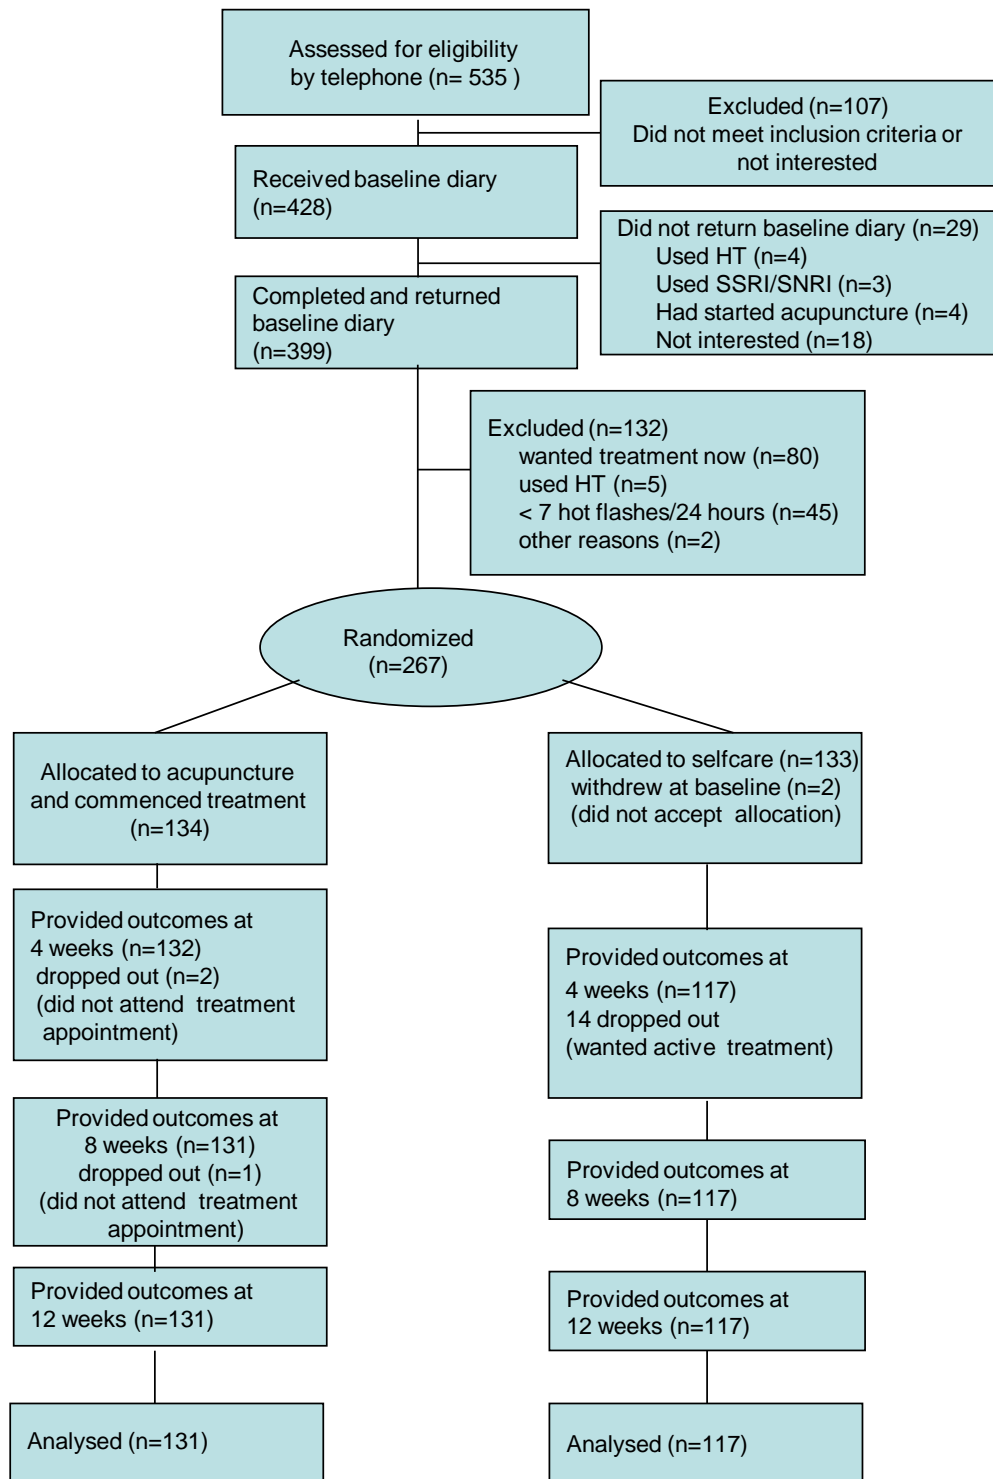 Assessed for eligibility
by telephone (n= 535 )
Excluded (n=107)
Did not meet inclusion criteria or
not interested
Received baseline diary
(n=428)
Did not return baseline diary (n=29)
Used HT (n=4)
Used SSRI/SNRI (n=3)
Had started acupuncture (n=4)
Not interested (n=18)
Completed and returned
baseline diary
(n=399)
Excluded (n=132)
wanted treatment now (n=80)
used HT (n=5)
< 7 hot flashes/24 hours (n=45)
other reasons (n=2)
Randomized
(n=267)
Allocated to acupuncture
and commenced treatment
(n=134)
Provided outcomes at
4 weeks (n=132)
dropped out (n=2)
(did not attend treatment
appointment)
Provided outcomes at
8 weeks (n=131)
dropped out (n=1)
(did not attend treatment
appointment)
Provided outcomes at
12 weeks (n=131)
Analysed (n=131)
Allocated to selfcare (n=133)
withdrew at baseline (n=2)
(did not accept allocation)
Provided outcomes at
4 weeks (n=117)
14 dropped out
(wanted active treatment)
Provided outcomes at
8 weeks (n=117)
Provided outcomes at
12 weeks (n=117)
Analysed (n=117)